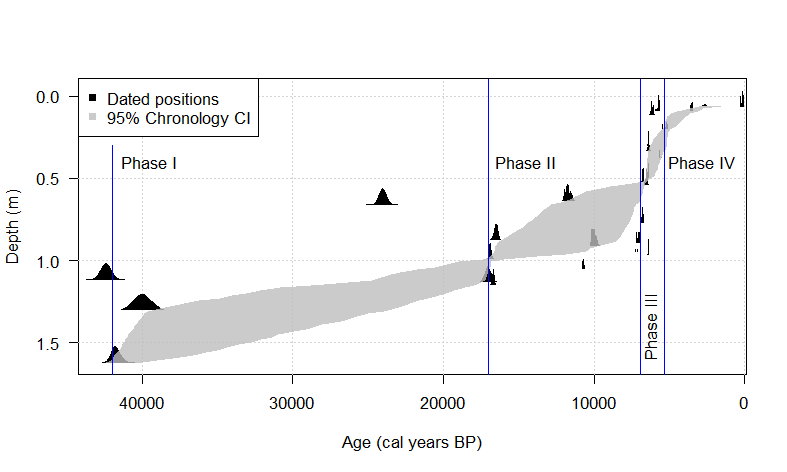 Dated positions
95% Chronology CI
Phase I
Phase II
Phase IV
Phase III
Depth (m)
0.0
0.5
1.0
1.5
40000
30000
20000
10000
0
Age (cal years BP)